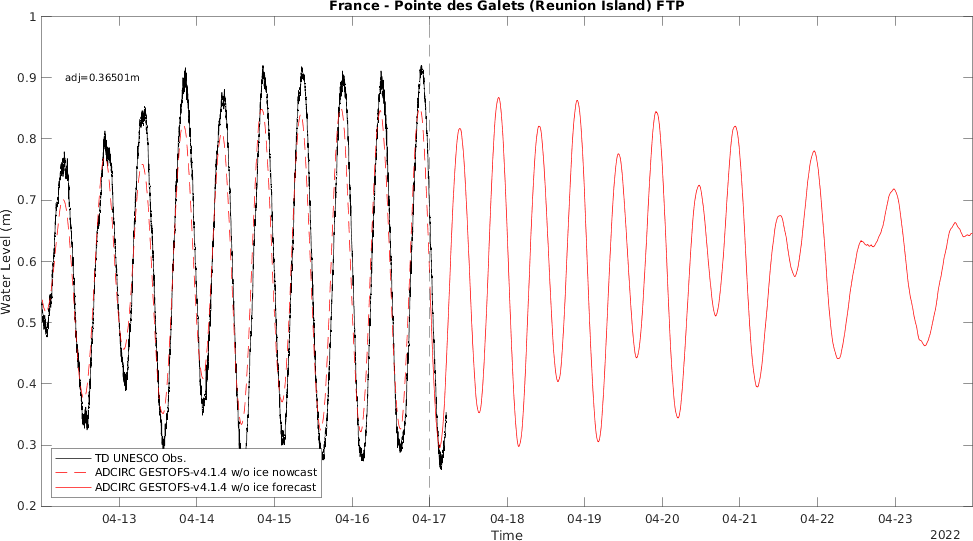 France - Pointe des Galets (Reunion Island) FTP
1
0.9
0.8
0.7
0.6
0.5
0.4
0.3
0.2
Water Level (m)
adj=0.36501m
TD UNESCO Obs.
ADCIRC GESTOFS-v4.1.4 w/o ice nowcast
ADCIRC GESTOFS-v4.1.4 w/o ice forecast
04-13 04-14 04-15 04-16 04-17 04-18 04-19 04-20 04-21 04-22 04-23
Time
2022